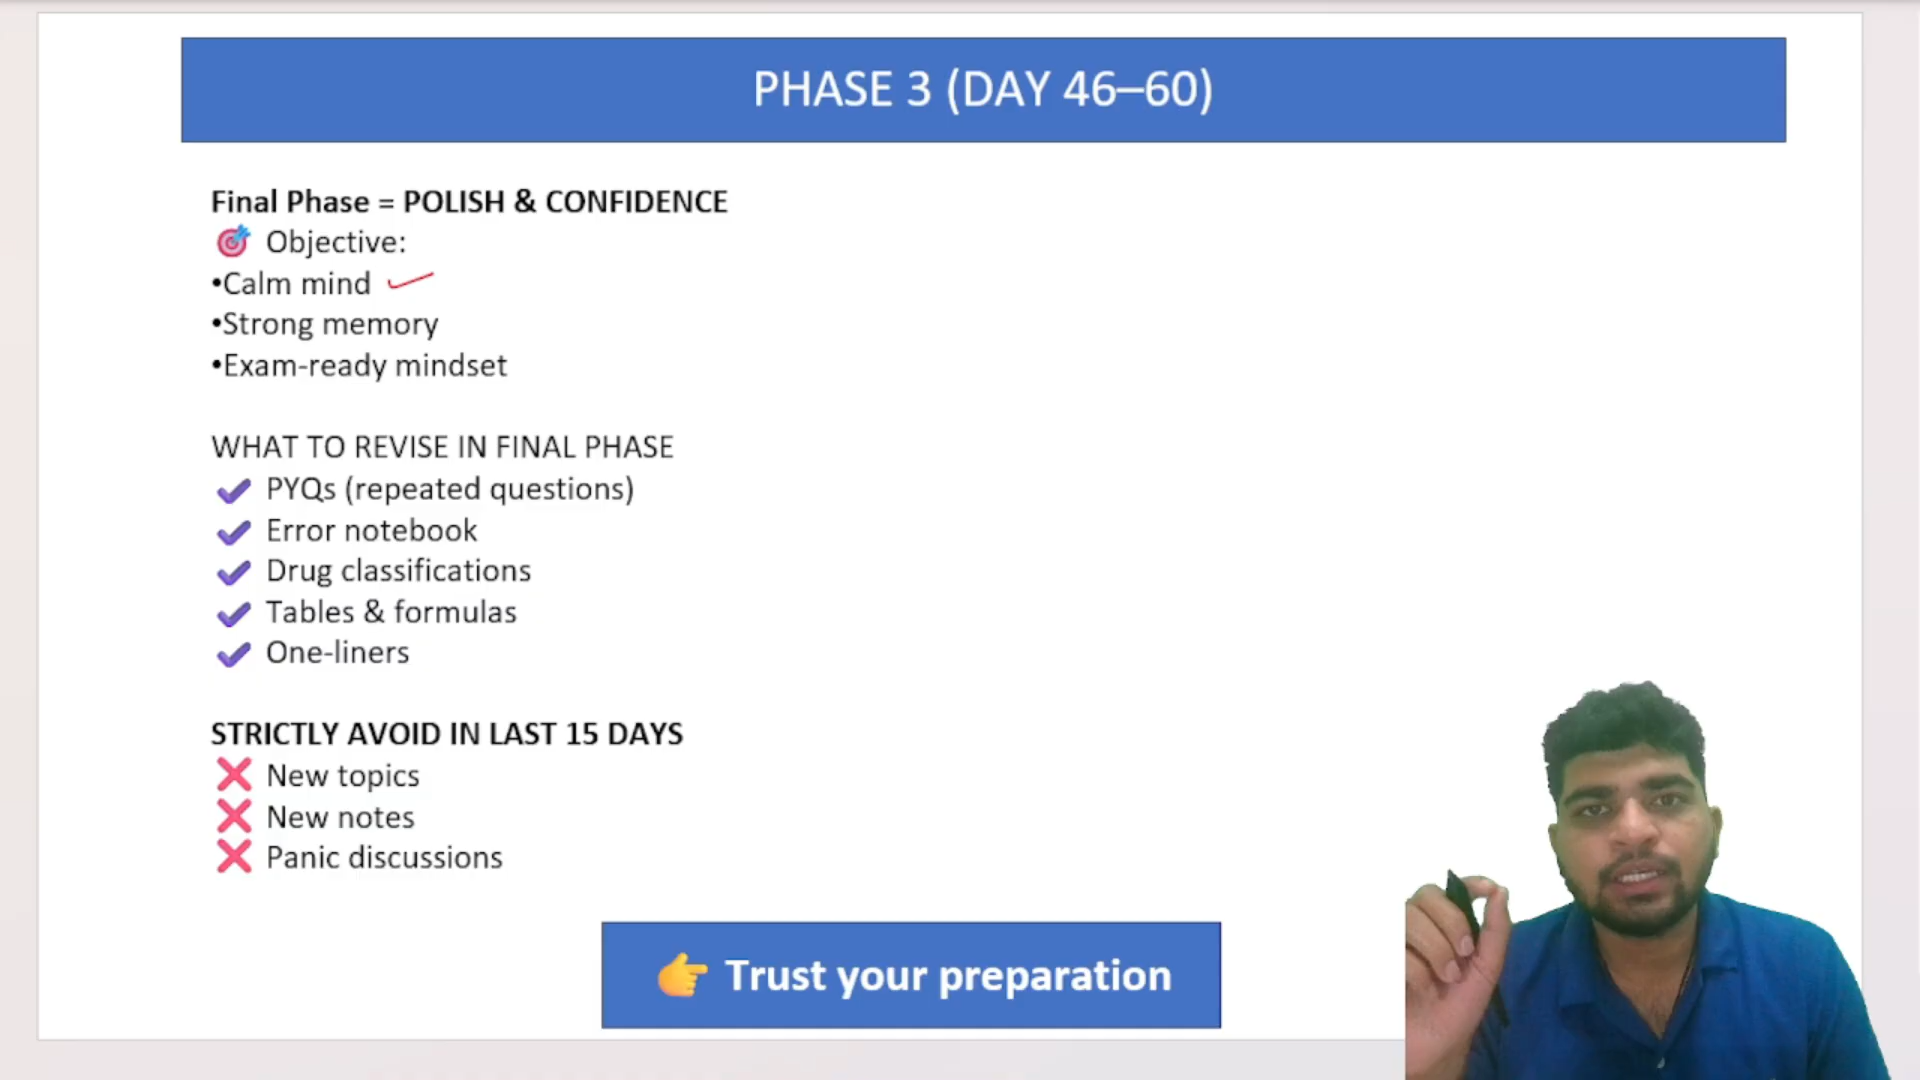 PHASE 3 (DAY 46–60)
Final Phase = POLISH & CONFIDENCE
🎯 Objective:
•Calm mind
•Strong memory
•Exam-ready mindset
WHAT TO REVISE IN FINAL PHASE
✔ PYQs (repeated questions)
✔ Error notebook
✔ Drug classifications
✔ Tables & formulas
✔ One-liners
STRICTLY AVOID IN LAST 15 DAYS
❌ New topics
❌ New notes
❌ Panic discussions
👉 Trust your preparation